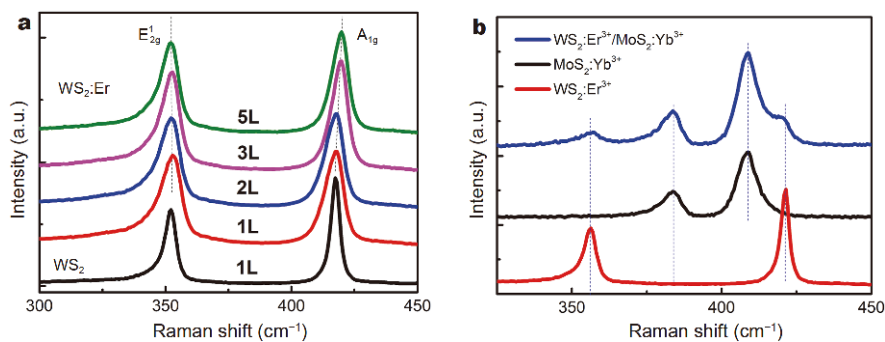 a
E¹2g
A1g
WS2:Er
5L
3L
2L
1L
WS2
1L
Intensity (a.u.)
300 350 400 450
Raman shift (cm⁻¹)
b
WS2:Er³⁺/MoS2:Yb³⁺
MoS2:Yb³⁺
WS2:Er³⁺
Intensity (a.u.)
350 400 450
Raman shift (cm⁻¹)